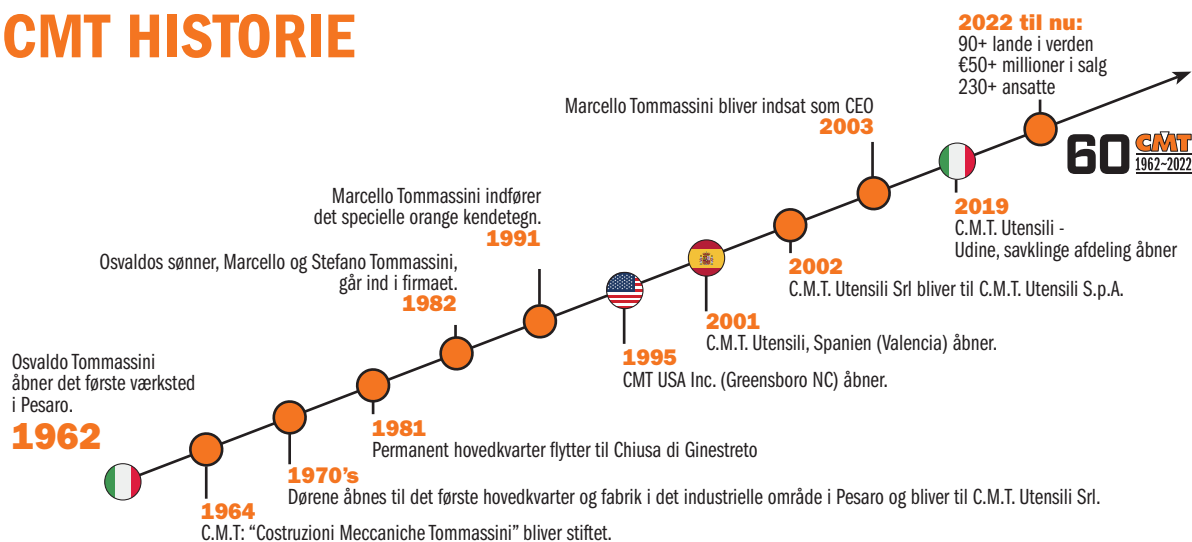 CMT HISTORIE
Osvaldo Tommassini
åbner det første værksted
i Pesaro.
1962
1964
C.M.T: “Costruzioni Meccaniche Tommassini” bliver stiftet.
1970’s
Dørene åbnes til det første hovedkvarter og fabrik i det industrielle område i Pesaro og bliver til C.M.T. Utensili Srl.
1981
Permanent hovedkvarter flytter til Chiusa di Ginestreto
Osvaldos sønner, Marcello og Stefano Tommassini,
går ind i firmaet.
1982
Marcello Tommassini indfører
det specielle orange kendetegn.
1991
1995
CMT USA Inc. (Greensboro NC) åbner.
2001
C.M.T. Utensili, Spanien (Valencia) åbner.
2002
C.M.T. Utensili Srl bliver til C.M.T. Utensili S.p.A.
Marcello Tommassini bliver indsat som CEO
2003
2019
C.M.T. Utensili -
Udine, savklinge afdeling åbner
2022 til nu:
90+ lande i verden
€50+ millioner i salg
230+ ansatte
60 CMT
1962~2022